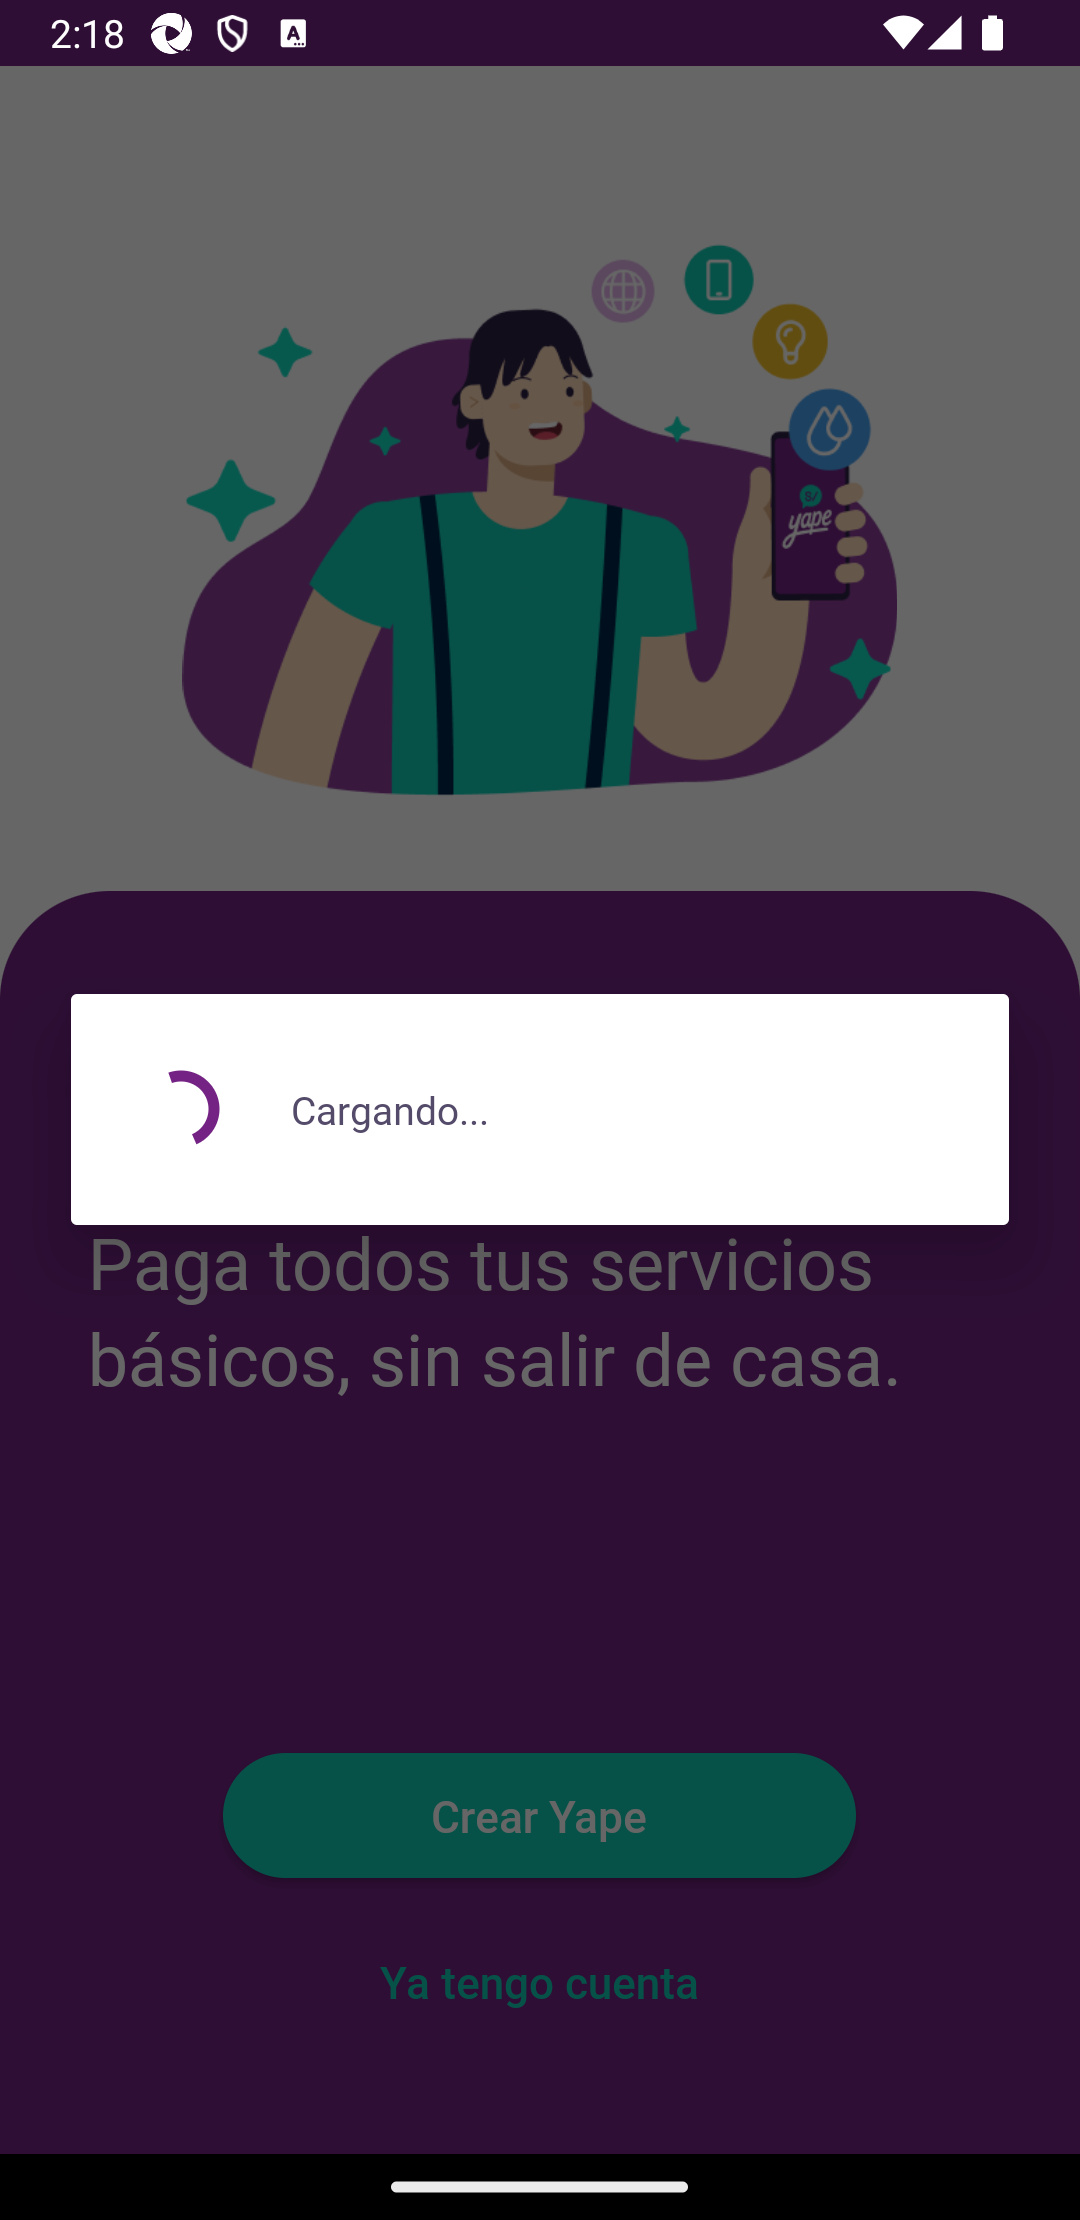 2:18
A
S/
yape
Cargando...
Paga todos tus servicios
básicos, sin salir de casa.
Crear Yape
Ya tengo cuenta